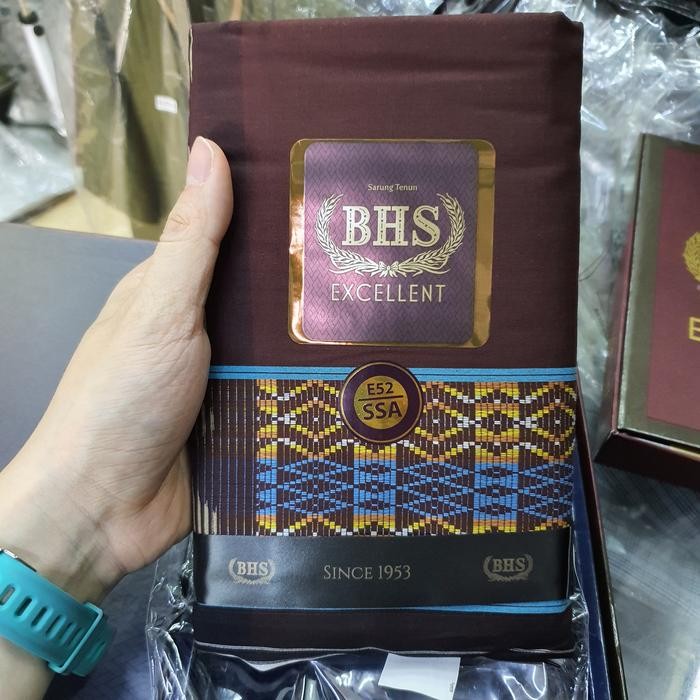 Sarung Tenun
BHS
EXCELLENT
E52
SSA
BHS
SINCE 1953
BHS